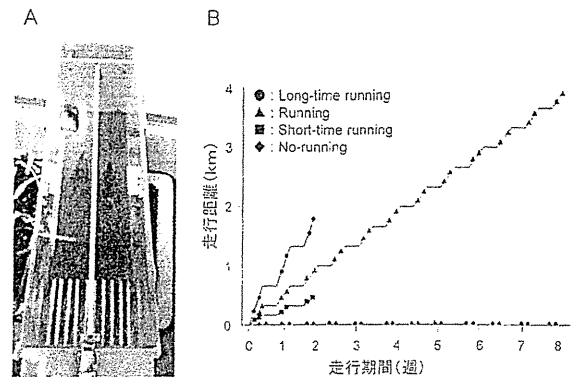 A
B
● : Long-time running
▲ : Running
■ : Short-time running
◆ : No-running
走行距離(km)
4
3
2
1
0
0 1 2 3 4 5 6 7 8
走行期間(週)